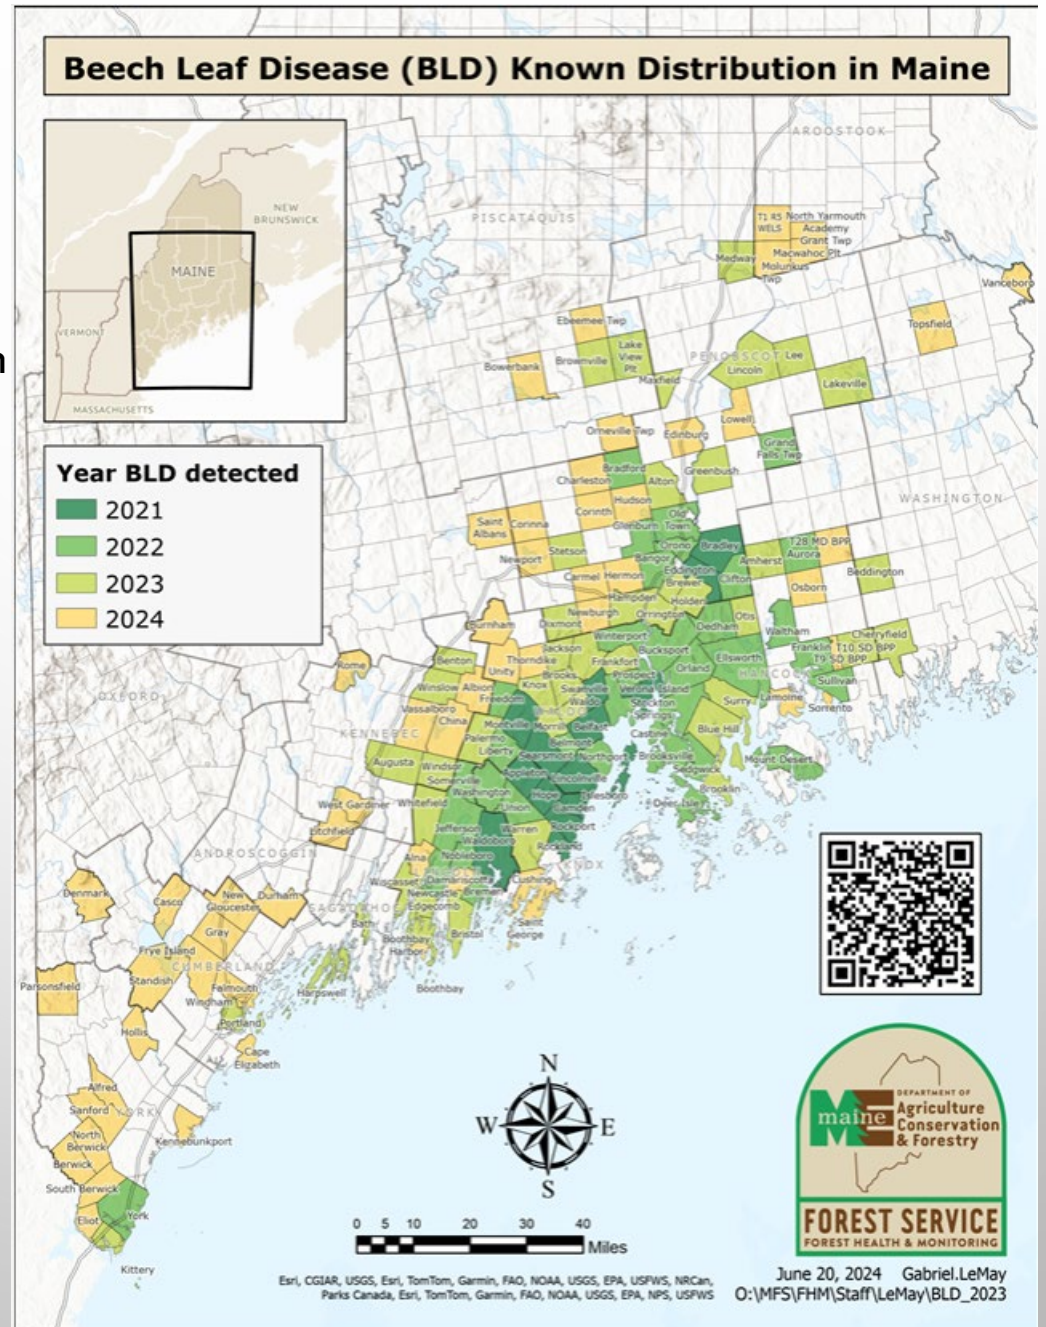 Beech Leaf Disease (BLD) Known Distribution in Maine
n
NEW
BRUNSWICK
MAINE
VERMONT
MASSACHUSETTS
Year BLD detected
2021
2022
2023
2024
AROOSTOOK
PISCATAQUIS
T1 R5
WELS
North Yarmouth
Academy
Grant Twp
Macwahoc Plt
Molunkus
Twp
Medway
Vanceboro
Topsfield
Ebeemee Twp
Brownville
Lake
View
Plt
Bowerbank
Maxfield
PENOBSCOT
Lee
Lincoln
Lakeville
Lowell
Orneville Twp
Edinburg
Grand
Falls Twp
Bradford
Charleston
Alton
Greenbush
Hudson
Corinth
WASHINGTON
Saint
Albans
Corinna
Glenburn
Old
Town
Stetson
Newport
Orono
Bradley
Bangor
Eddington
T28 MD BPP
Aurora
Amherst
Beddington
Carmel
Hermon
Brewer
Clifton
Osborn
Hampden
Holden
Newburgh
Orrington
Dixmont
Otis
Dedham
Burnham
Winterport
Waltham
Cherryfield
Jackson
Bucksport
Franklin
T10 SD BPP
T9 SD BPP
Rome
Benton
Thorndike
Unity
Frankfort
Ellsworth
Brooks
Prospect
Orland
HANCOCK
Sullivan
Winslow
Albion
Knox
Swanville
Verona Island
Freedom
Waldo
Stockton
Springs
Surry
Lamoine
Sorrento
OXFORD
Vassalboro
China
Montville
Belfast
Castine
Blue Hill
KENNEBEC
Palermo
Liberty
Belmont
Searsmont
Northport
Brooksville
Mount Desert
Augusta
Windsor
Somerville
Appleton
Lincolnville
Sedgwick
Washington
Hope
Islesboro
Brooklin
West Gardiner
Whitefield
Union
Camden
Deer Isle
Litchfield
Jefferson
Warren
Rockport
Waldoboro
Rockland
ANDROSCOGGIN
Alna
Nobleboro
KNOX
Wiscasset
Damariscotta
Cushing
Denmark
Casco
New
Gloucester
Durham
Newcastle
Bremen
Edgecomb
SAGADAHOC
Gray
Bath
Bristol
Saint
George
Frye Island
Boothbay
Harbor
CUMBERLAND
Parsonsfield
Standish
Falmouth
Windham
Harpswell
Boothbay
Portland
Hollis
Cape
Elizabeth
Alfred
Sanford
YORK
North
Berwick
Kennebunkport
Berwick
South Berwick
Eliot
York
Kittery
N
W
E
S
0 5 10 20 30 40
Miles
maine
DEPARTMENT OF
Agriculture
Conservation
& Forestry
FOREST SERVICE
FOREST HEALTH & MONITORING
Esri, CGIAR, USGS, Esri, TomTom, Garmin, FAO, NOAA, USGS, EPA, USFWS, NRCan,
Parks Canada, Esri, TomTom, Garmin, FAO, NOAA, USGS, EPA, NPS, USFWS
June 20, 2024 Gabriel.LeMay
O:\MFS\FHM\Staff\LeMay\BLD_2023